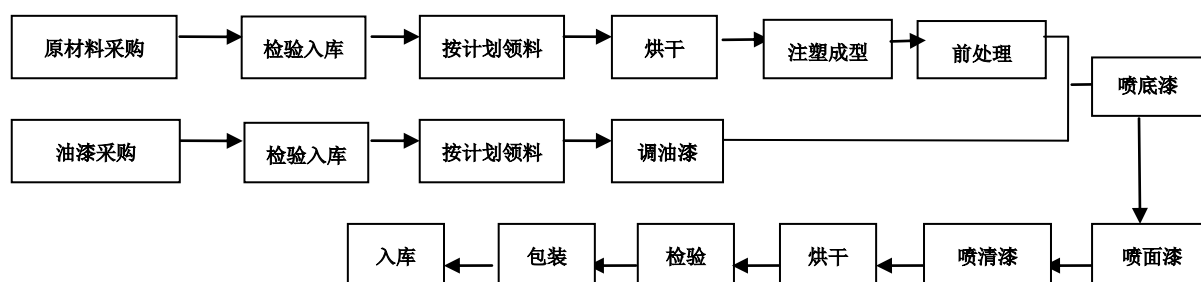 原材料采购
检验入库
按计划领料
烘干
注塑成型
前处理
喷底漆
油漆采购
检验入库
按计划领料
调油漆
入库
包装
检验
烘干
喷清漆
喷面漆